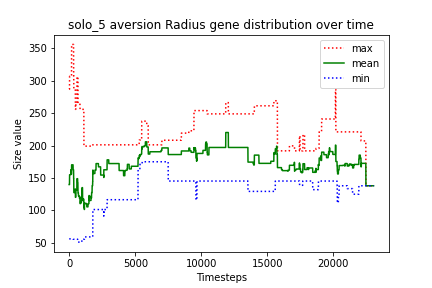 solo_5 aversion Radius gene distribution over time
350
300
250
200
150
100
50
Size value
max
mean
min
0
5000
10000
15000
20000
Timesteps